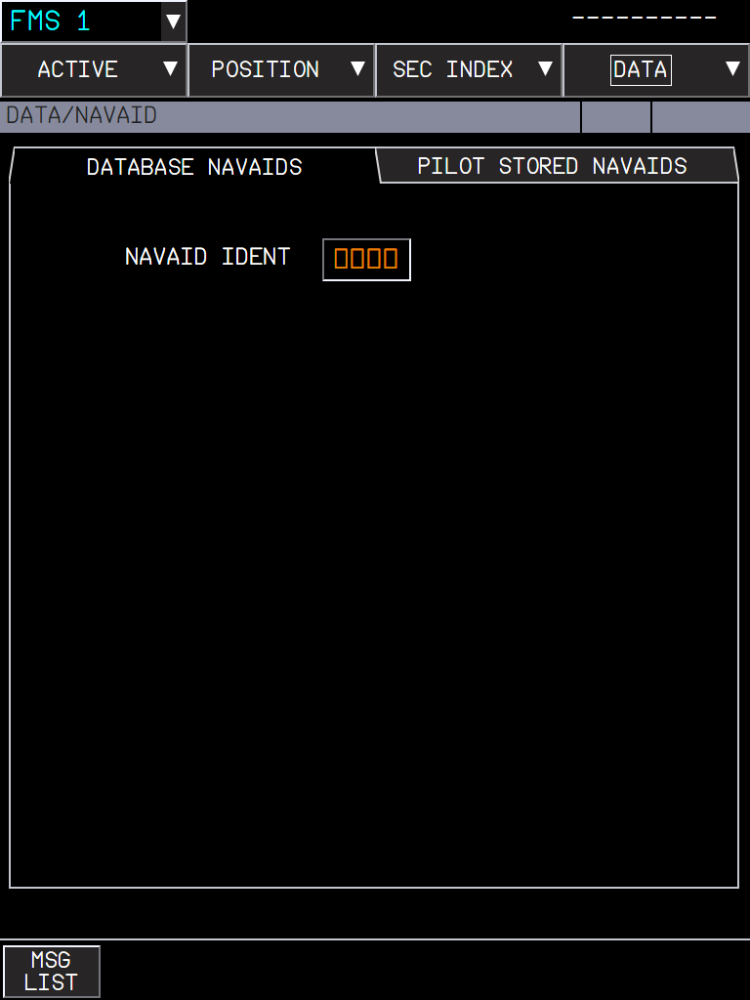 FMS 1
----------
ACTIVE POSITION SEC INDEX DATA
DATA/NAVAID
DATABASE NAVAIDS PILOT STORED NAVAIDS
NAVAID IDENT ▯▯▯▯
MSG
LIST